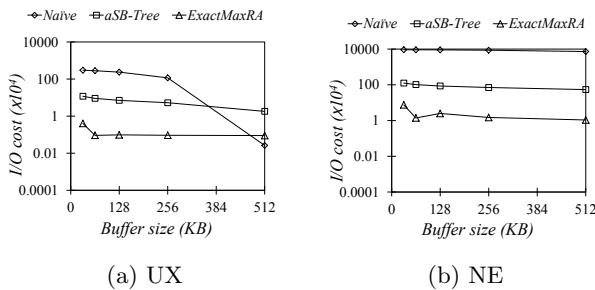 Naïve aSB-Tree ExactMaxRA
10000
100
1
0.01
0.0001
I/O cost (x10⁴)
0 128 256 384 512
Buffer size (KB)
(a) UX
Naïve aSB-Tree ExactMaxRA
10000
100
1
0.01
0.0001
I/O cost (x10⁴)
0 128 256 384 512
Buffer size (KB)
(b) NE